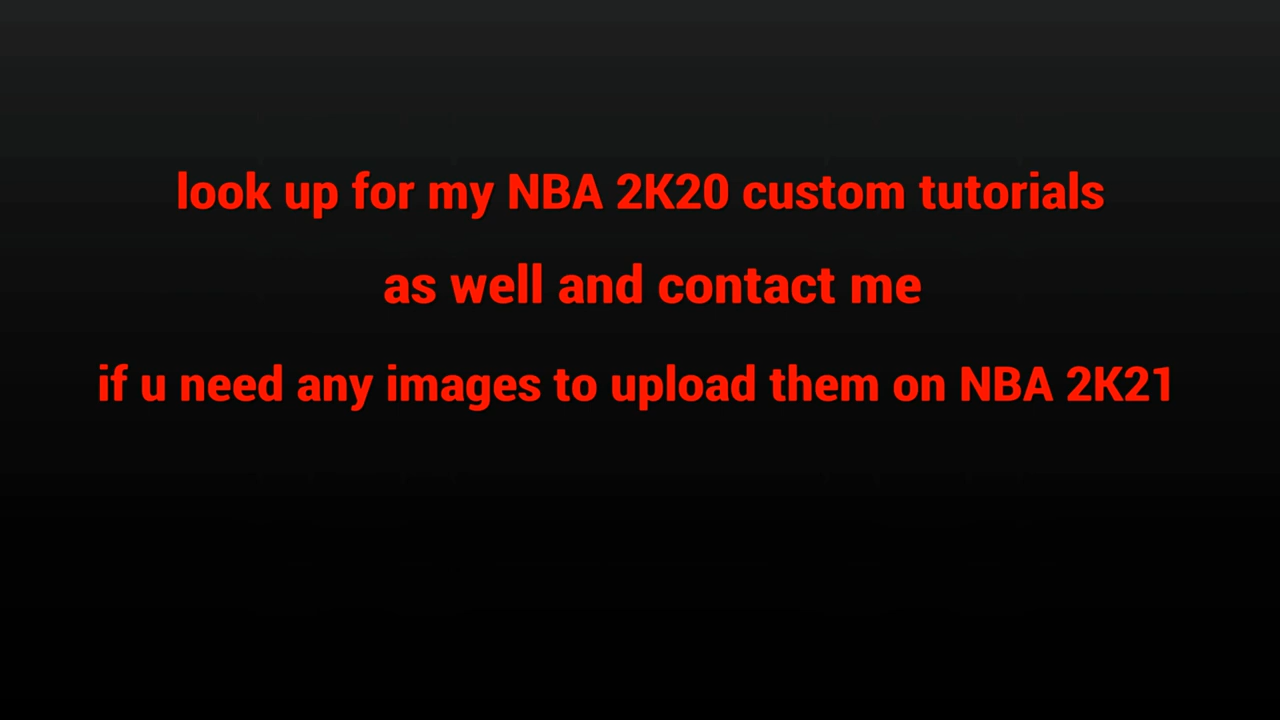 look up for my NBA 2K20 custom tutorials
as well and contact me
if u need any images to upload them on NBA 2K21